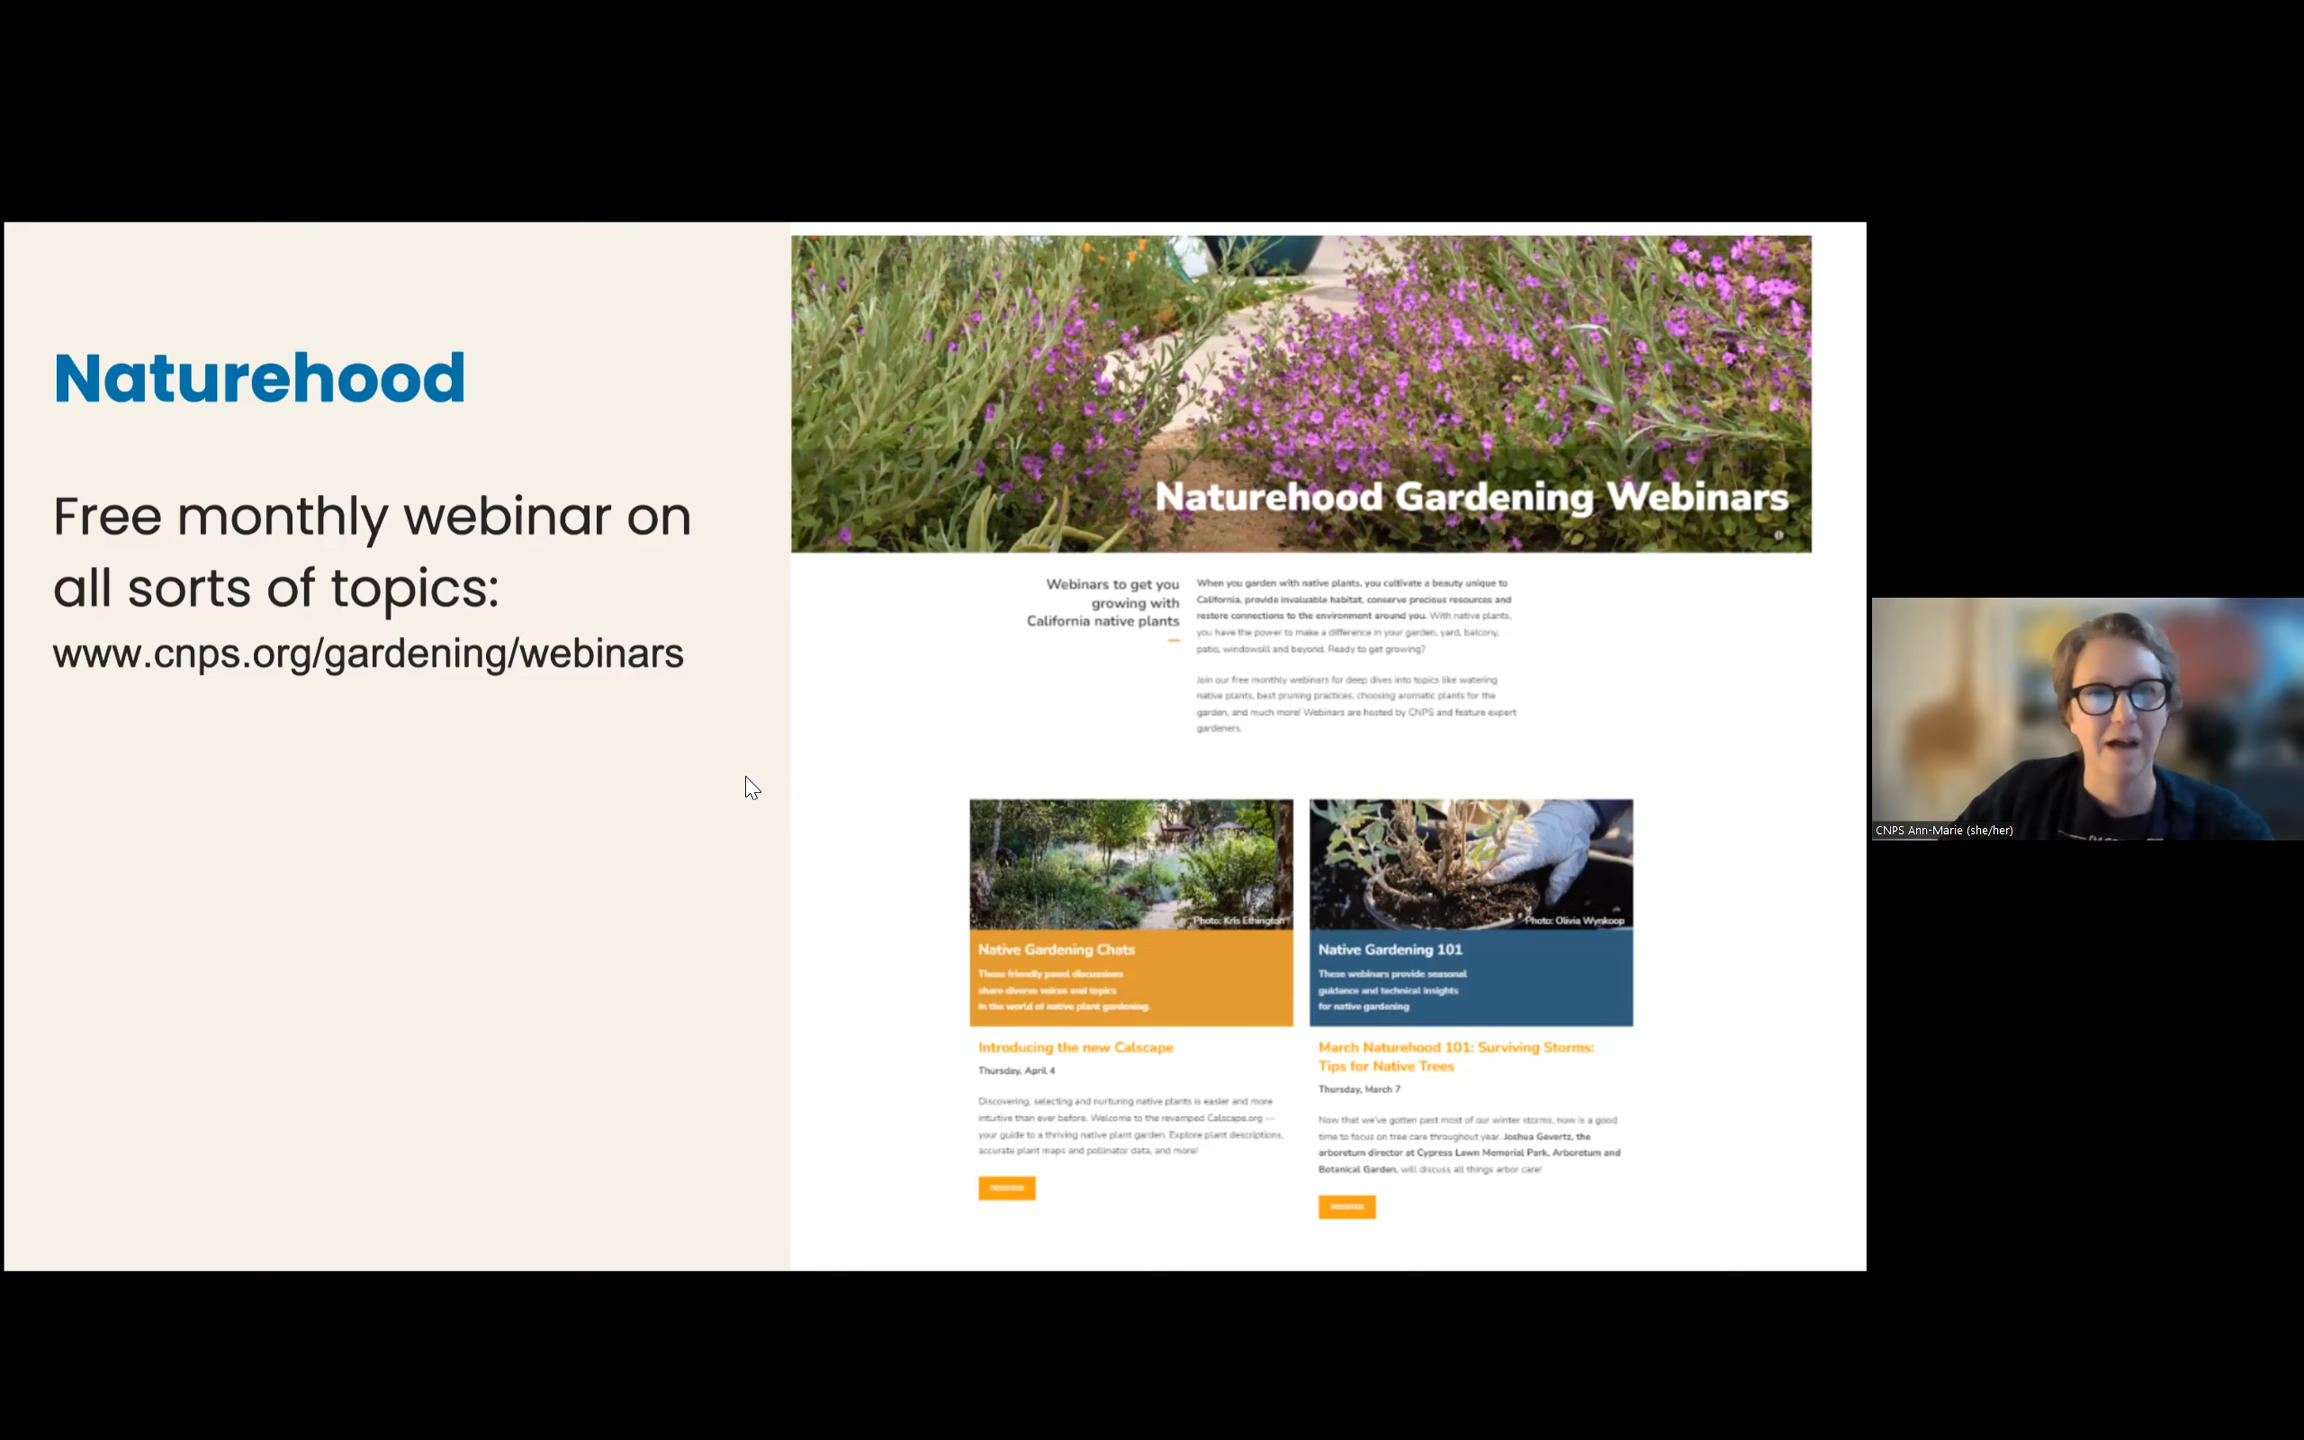 Naturehood
Free monthly webinar on
all sorts of topics:
www.cnps.org/gardening/webinars
Naturehood Gardening Webinars
Webinars to get you
growing with
California native plants
When you garden with native plants, you cultivate a beauty unique to
California, provide invaluable habitat, conserve precious resources and
restore connections to the environment around you. With native plants,
you have the power to make a difference in your garden, yard, balcony,
patio, windowsill and beyond. Ready to get growing?
Join our free monthly webinars for deep dives into topics like watering
native plants, best pruning practices, choosing aromatic plants for the
garden, and much more! Webinars are hosted by CNPS and feature expert
gardeners.
Photo: Kris Ethington
Native Gardening Chats
These friendly panel discussions
share diverse voices and topics
in the world of native plant gardening.
Introducing the new Calscape
Thursday, April 4
Discovering, selecting and nurturing native plants is easier and more
intuitive than ever before. Welcome to the revamped Calscape.org —
your guide to a thriving native plant garden. Explore plant descriptions,
accurate plant maps and pollinator data, and more!
REGISTER
Photo: Olivia Wynkoop
Native Gardening 101
These webinars provide seasonal
guidance and technical insights
for native gardening
March Naturehood 101: Surviving Storms:
Tips for Native Trees
Thursday, March 7
Now that we've gotten past most of our winter storms, now is a good
time to focus on tree care throughout year. Joshua Gevertz, the
arboretum director at Cypress Lawn Memorial Park, Arboretum and
Botanical Garden, will discuss all things arbor care!
REGISTER
CNPS Ann-Marie (she/her)